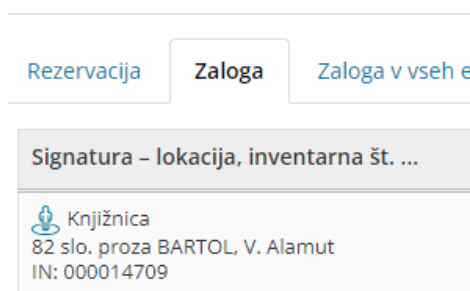 Rezervacija Zaloga Zaloga v vseh e
Signatura – lokacija, inventarna št. ...
Knjižnica
82 slo. proza BARTOL, V. Alamut
IN: 000014709